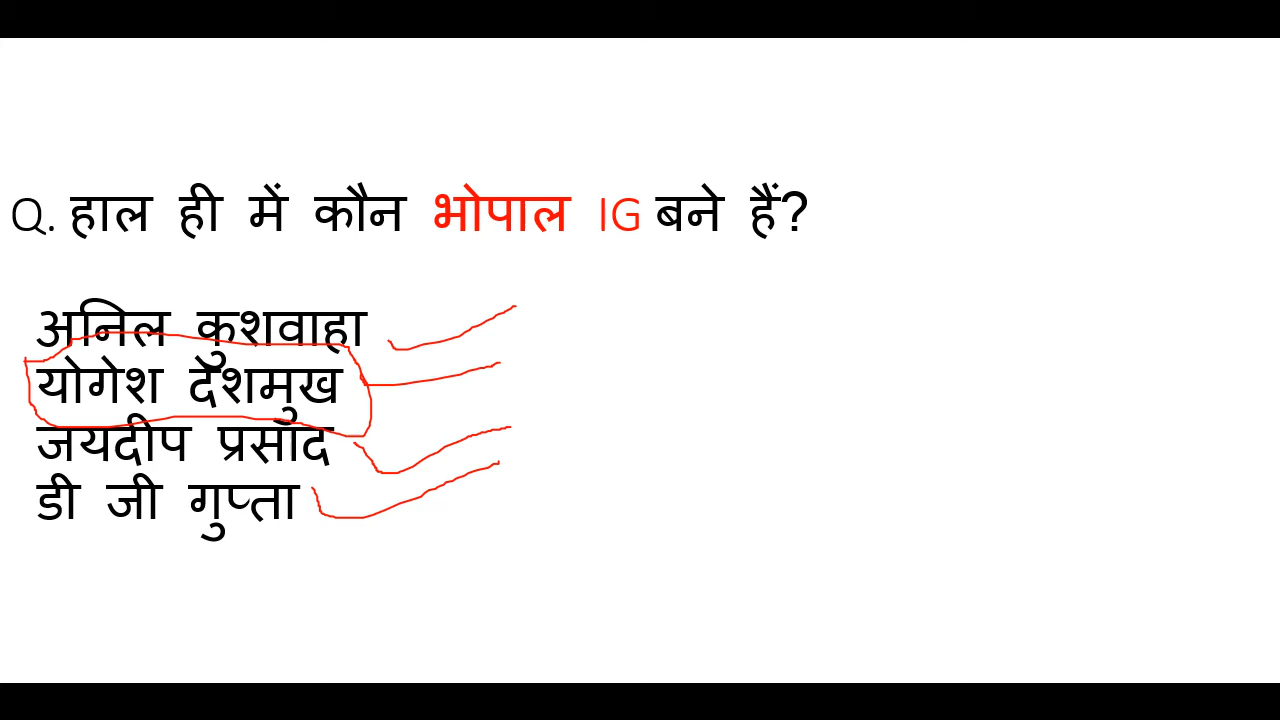 Q. हाल ही में कौन भोपाल IG बने हैं?
अनिल कुशवाहा
योगेश देशमुख
जयदीप प्रसाद
डी जी गुप्ता